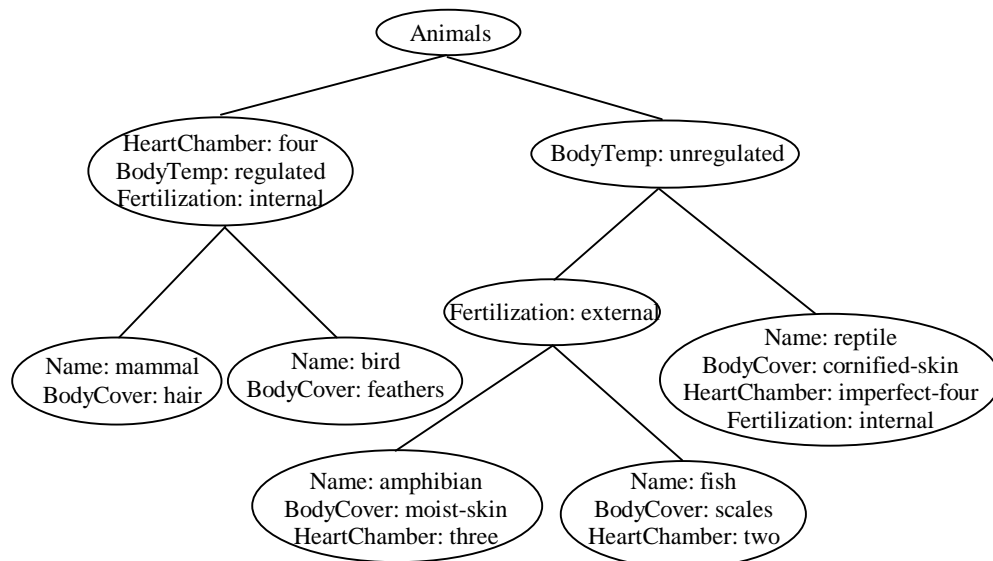 Animals
HeartChamber: four
BodyTemp: regulated
Fertilization: internal
BodyTemp: unregulated
Fertilization: external
Name: mammal
BodyCover: hair
Name: bird
BodyCover: feathers
Name: reptile
BodyCover: cornified-skin
HeartChamber: imperfect-four
Fertilization: internal
Name: amphibian
BodyCover: moist-skin
HeartChamber: three
Name: fish
BodyCover: scales
HeartChamber: two